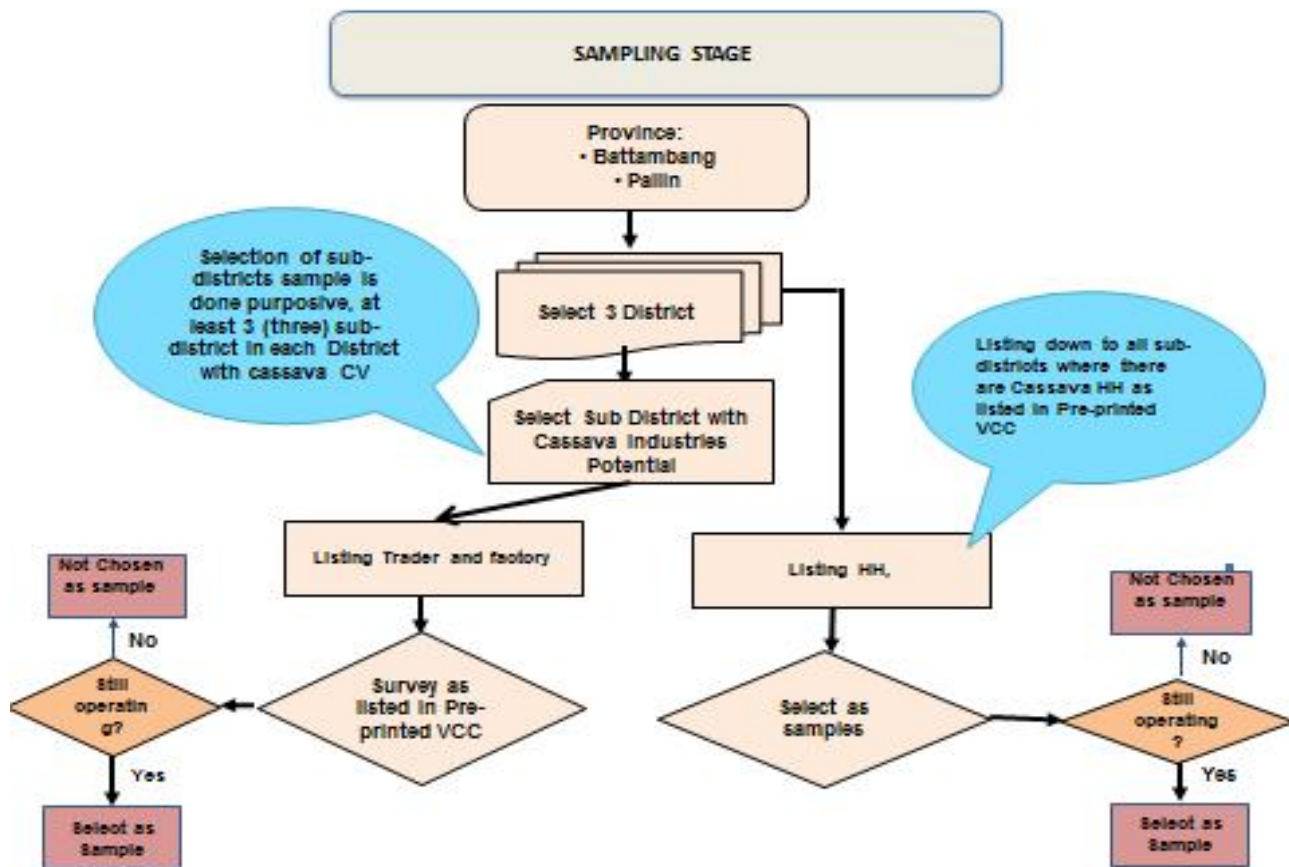 SAMPLING STAGE
Province:
• Battambang
• Pailin
Selection of sub-
districts sample is
done purposive, at
least 3 (three) sub-
district in each District
with cassava CV
Select 3 District
Listing down to all sub-
districts where there
are Cassava HH as
listed in Pre-printed
VCC
Select Sub District with
Cassava Industries
Potential
Listing Trader and factory
Listing HH,
Not Chosen
as sample
No
Still
operatin
g?
Yes
Select as
Sample
Survey as
listed in Pre-
printed VCC
Select as
samples
Not Chosen
as sample
No
Still
operating
?
Yes
Select as
Sample